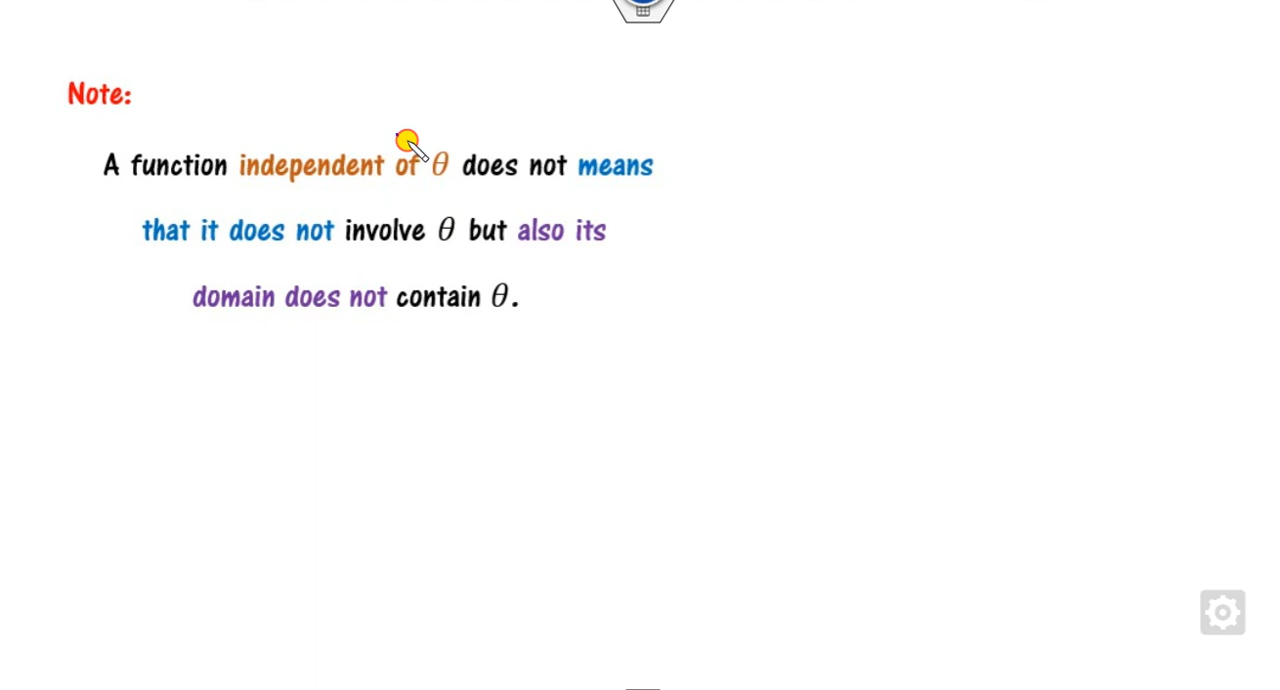 Note:
A function independent of θ does not means
that it does not involve θ but also its
domain does not contain θ.